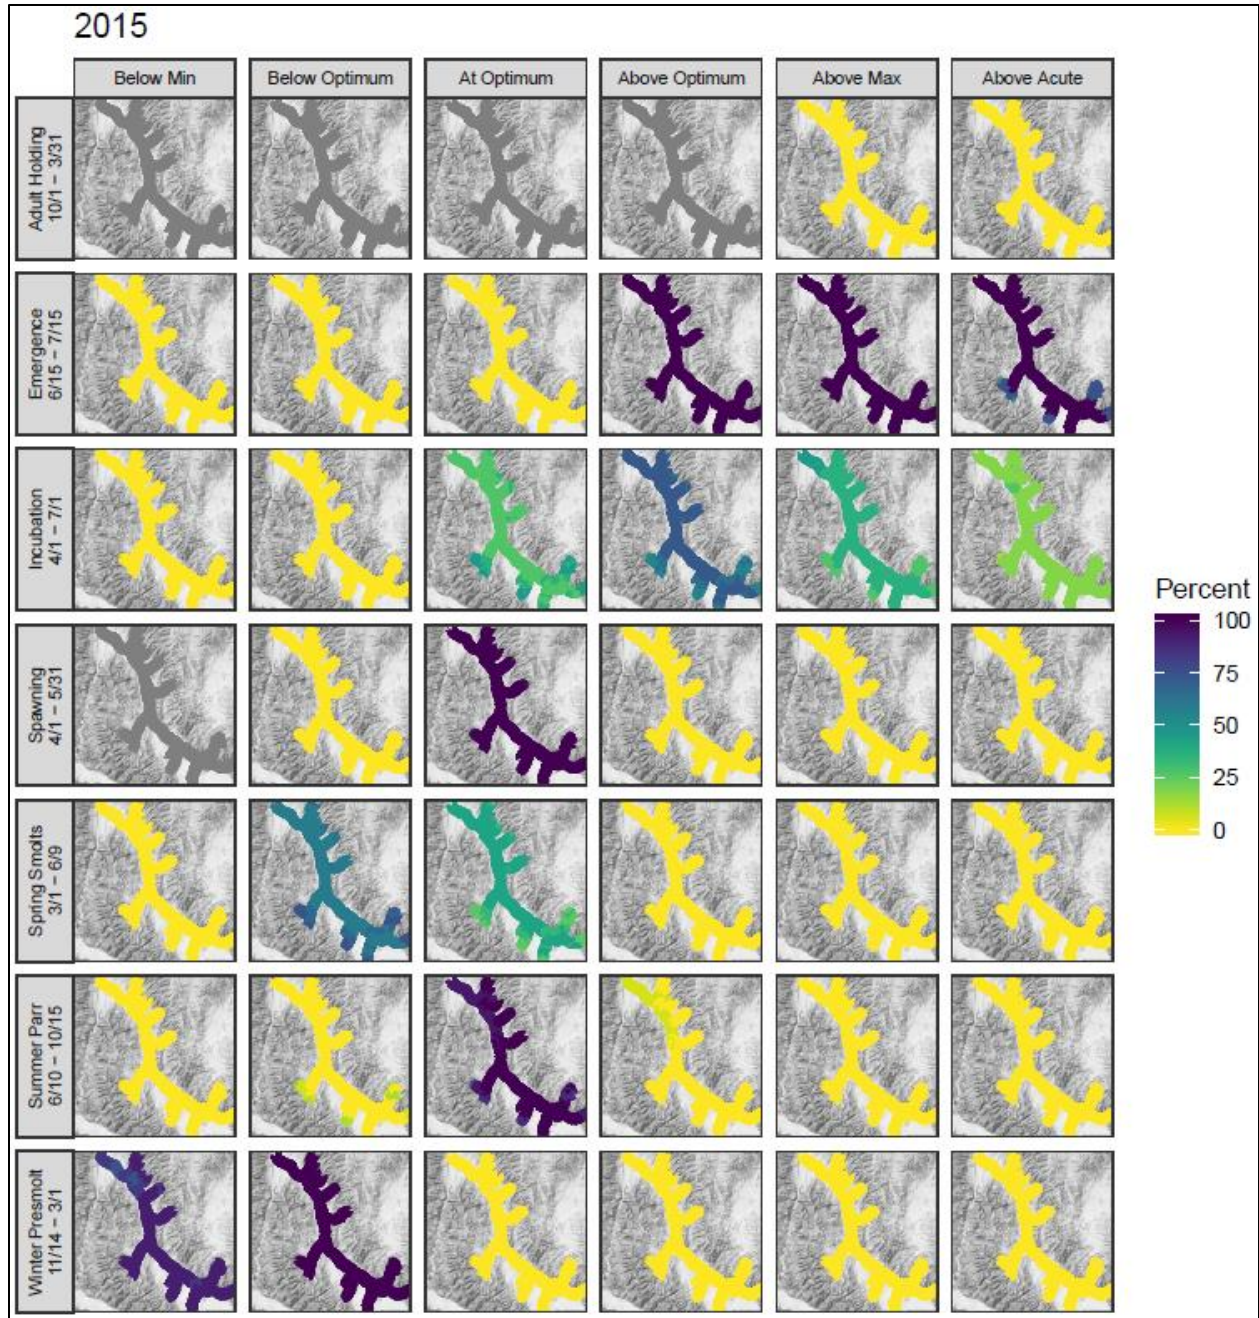 2015
Below Min
Below Optimum
At Optimum
Above Optimum
Above Max
Above Acute
Adult Holding
10/1 − 3/31
Emergence
6/15 − 7/15
Incubation
4/1 − 7/1
Spawning
4/1 − 5/31
Spring Smolts
3/1 − 6/9
Summer Parr
6/10 − 10/15
Winter Presmolt
11/14 − 3/1
Percent
100
75
50
25
0